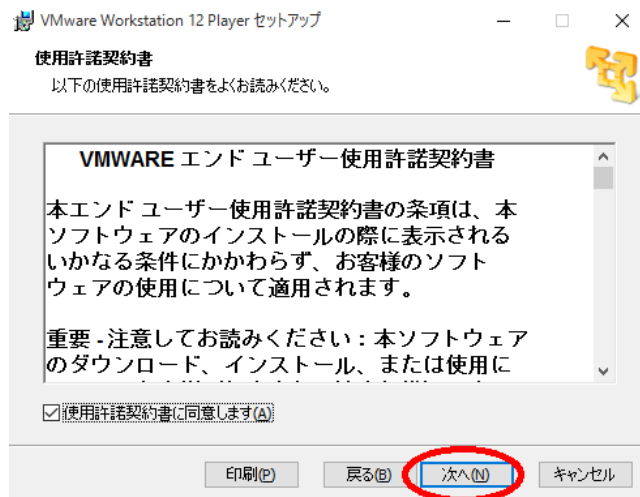 VMware Workstation 12 Player セットアップ
使用許諾契約書
以下の使用許諾契約書をよくお読みください。
VMWARE エンド ユーザー使用許諾契約書
本エンド ユーザー使用許諾契約書の条項は、本
ソフトウェアのインストールの際に表示される
いかなる条件にかかわらず、お客様のソフト
ウェアの使用について適用されます。
重要 - 注意してお読みください：本ソフトウェア
のダウンロード、インストール、または使用に
使用許諾契約書に同意します(A)
印刷(P) 戻る(B) 次へ(N) キャンセル